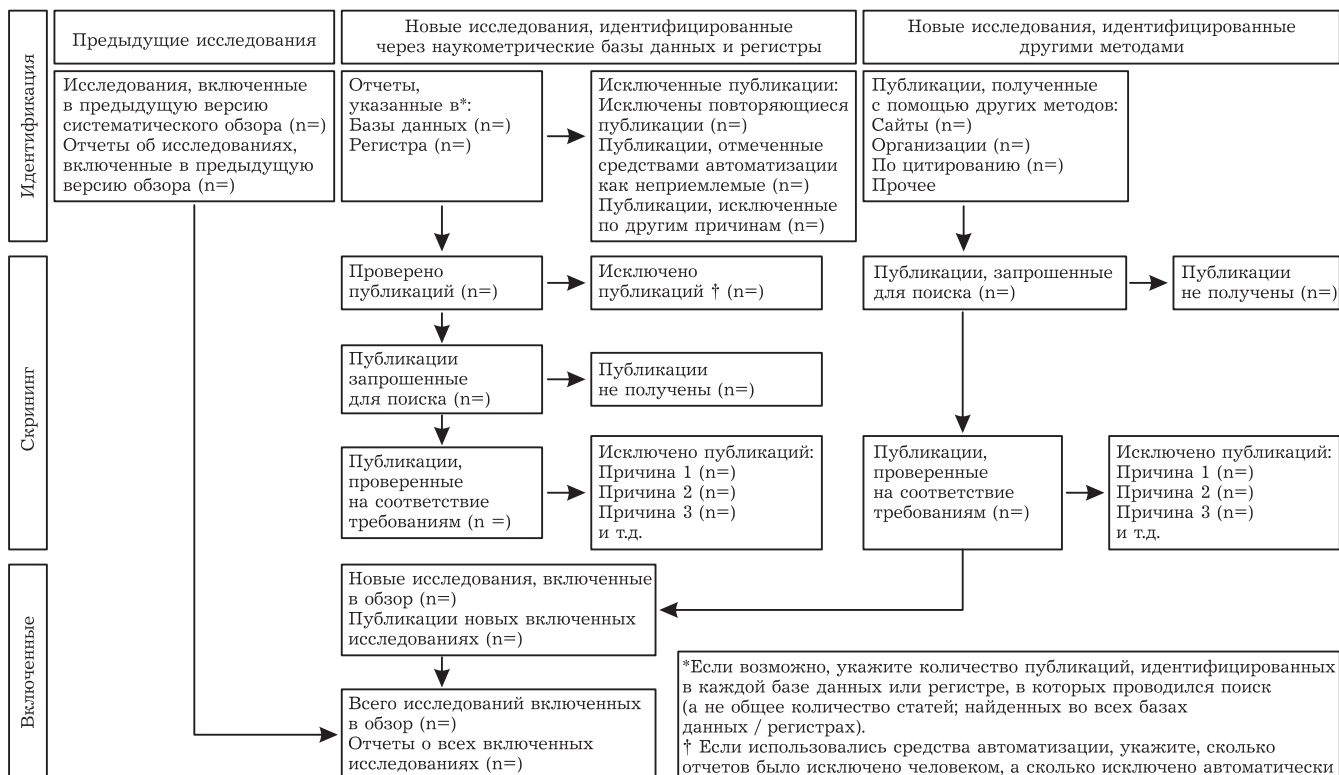 Идентификация
Предыдущие исследования
Новые исследования, идентифицированные
через наукометрические базы данных и регистры
Новые исследования, идентифицированные
другими методами
Исследования, включенные
в предыдущую версию
систематического обзора (n=)
Отчеты об исследованиях,
включенные в предыдущую
версию обзора (n=)
Отчеты,
указанные в*:
Базы данных (n=)
Регистра (n=)
Исключенные публикации:
Исключены повторяющиеся
публикации (n=)
Публикации, отмеченные
средствами автоматизации
как неприемлемые (n=)
Публикации, исключенные
по другим причинам (n=)
Публикации, полученные
с помощью других методов:
Сайты (n=)
Организации (n=)
По цитированию (n=)
Прочее
Скрининг
Проверено
публикаций (n=)
Исключено
публикаций † (n=)
Публикации, запрошенные
для поиска (n=)
Публикации
не получены (n=)
Публикации
запрошенные
для поиска (n=)
Публикации
не получены (n=)
Публикации,
проверенные
на соответствие
требованиям (n =)
Исключено публикаций:
Причина 1 (n=)
Причина 2 (n=)
Причина 3 (n=)
и т.д.
Публикации,
проверенные
на соответствие
требованиям (n=)
Исключено публикаций:
Причина 1 (n=)
Причина 2 (n=)
Причина 3 (n=)
и т.д.
Включенные
Новые исследования, включенные
в обзор (n=)
Публикации новых включенных
исследованиях (n=)
Всего исследований включенных
в обзор (n=)
Отчеты о всех включенных
исследованиях (n=)
*Если возможно, укажите количество публикаций, идентифицированных
в каждой базе данных или регистре, в которых проводился поиск
(а не общее количество статей; найденных во всех базах
данных / регистрах).
† Если использовались средства автоматизации, укажите, сколько
отчетов было исключено человеком, а сколько исключено автоматически